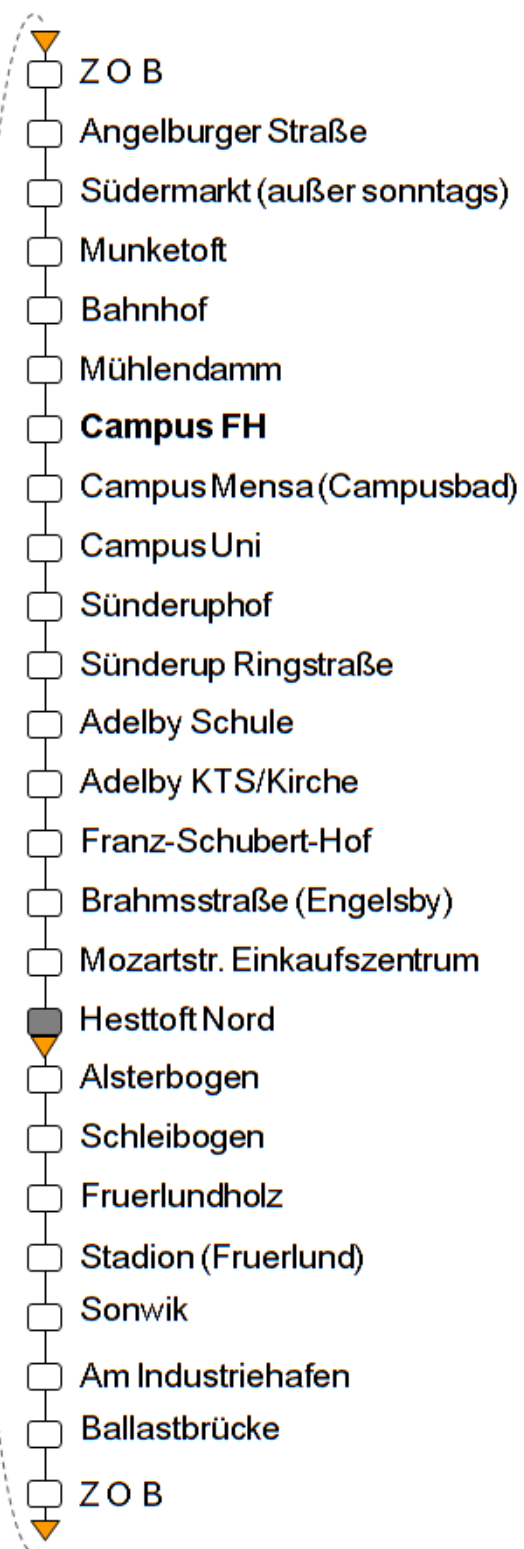 Z O B
Angelburger Straße
Südermarkt (außer sonntags)
Munketoft
Bahnhof
Mühlendamm
Campus FH
Campus Mensa (Campusbad)
Campus Uni
Sünderuphof
Sünderup Ringstraße
Adelby Schule
Adelby KTS/Kirche
Franz-Schubert-Hof
Brahmsstraße (Engelsby)
Mozartstr. Einkaufszentrum
Hesttoft Nord
Alsterbogen
Schleibogen
Fruerlundholz
Stadion (Fruerlund)
Sonwik
Am Industriehafen
Ballastbrücke
Z O B